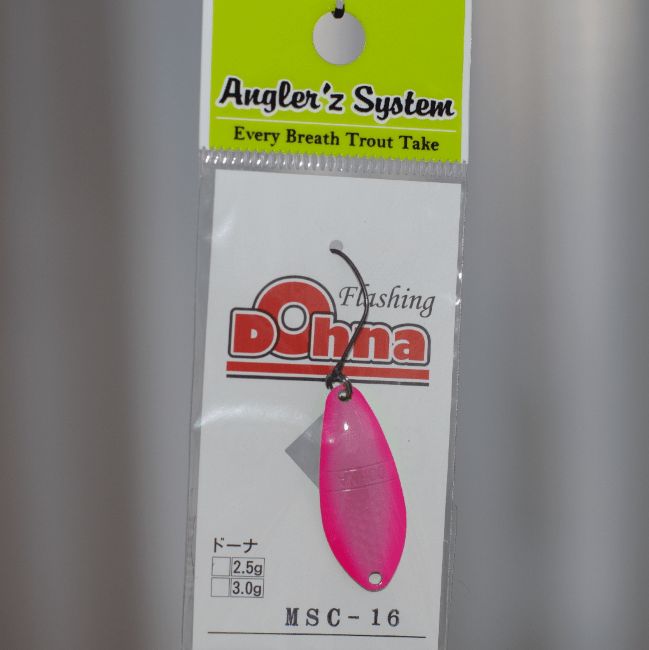 Angler'z System
Every Breath Trout Take
Flashing
Dohna
ドーナ
2.5g
3.0g
MSC-16